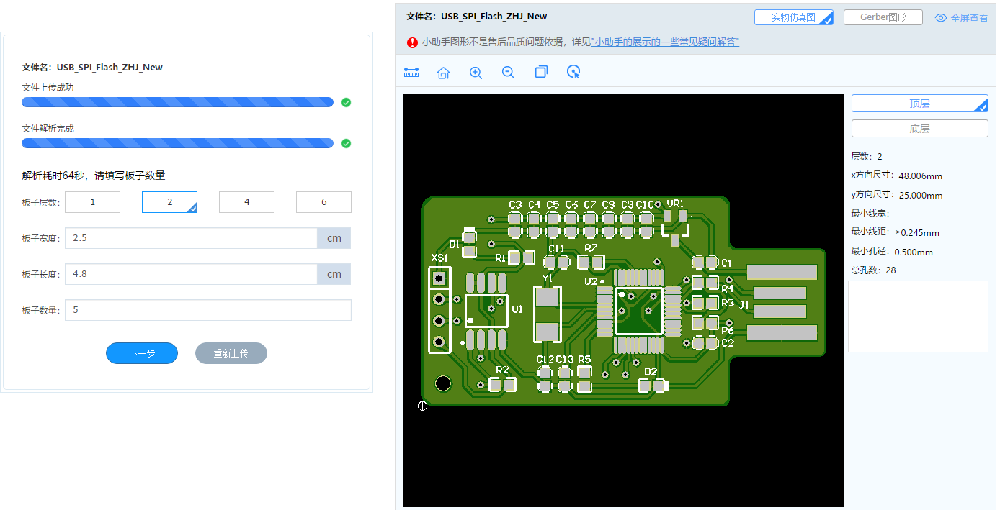 文件名：USB_SPI_Flash_ZHJ_New
文件上传成功
文件解析完成
解析耗时64秒，请填写板子数量
板子层数： 1 2 4 6
板子宽度： 2.5 cm
板子长度： 4.8 cm
板子数量： 5
下一步 重新上传
文件名：USB_SPI_Flash_ZHJ_New 实物仿真图 Gerber图形 全屏查看
小助手图形不是售后品质问题依据，详见"小助手的展示的一些常见疑问解答"
C3 C4 C5 C6 C7 C8 C9 C10 VR1
D1
XS1 R1 C11 R7 C1
Y1 U2 R4
U1 R3 J1
R6
C2
C12 C13 R5
R2 D2
顶层
底层
层数：2
x方向尺寸：48.006mm
y方向尺寸：25.000mm
最小线宽：
最小线距：>0.245mm
最小孔径：0.500mm
总孔数：28